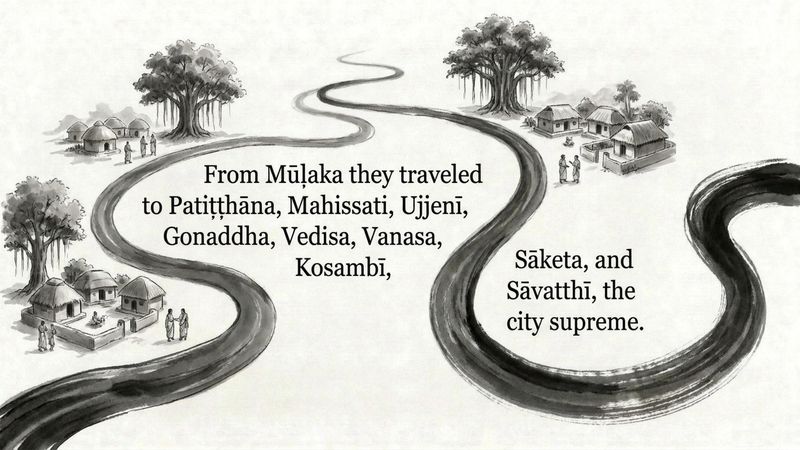 From Mūḷaka they traveled
to Patiṭṭhāna, Mahissati, Ujjenī,
Gonaddha, Vedisa, Vanasa,
Kosambī,
Sāketa, and
Sāvatthī, the
city supreme.